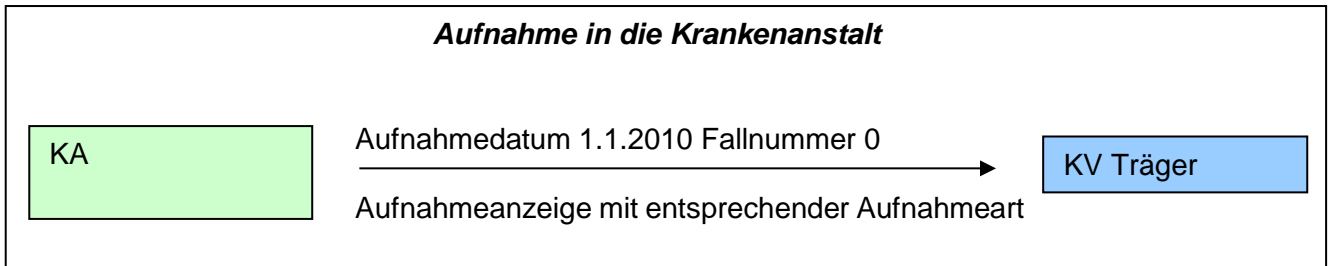 Aufnahme in die Krankenanstalt
KA
Aufnahmedatum 1.1.2010 Fallnummer 0
KV Träger
Aufnahmeanzeige mit entsprechender Aufnahmeart